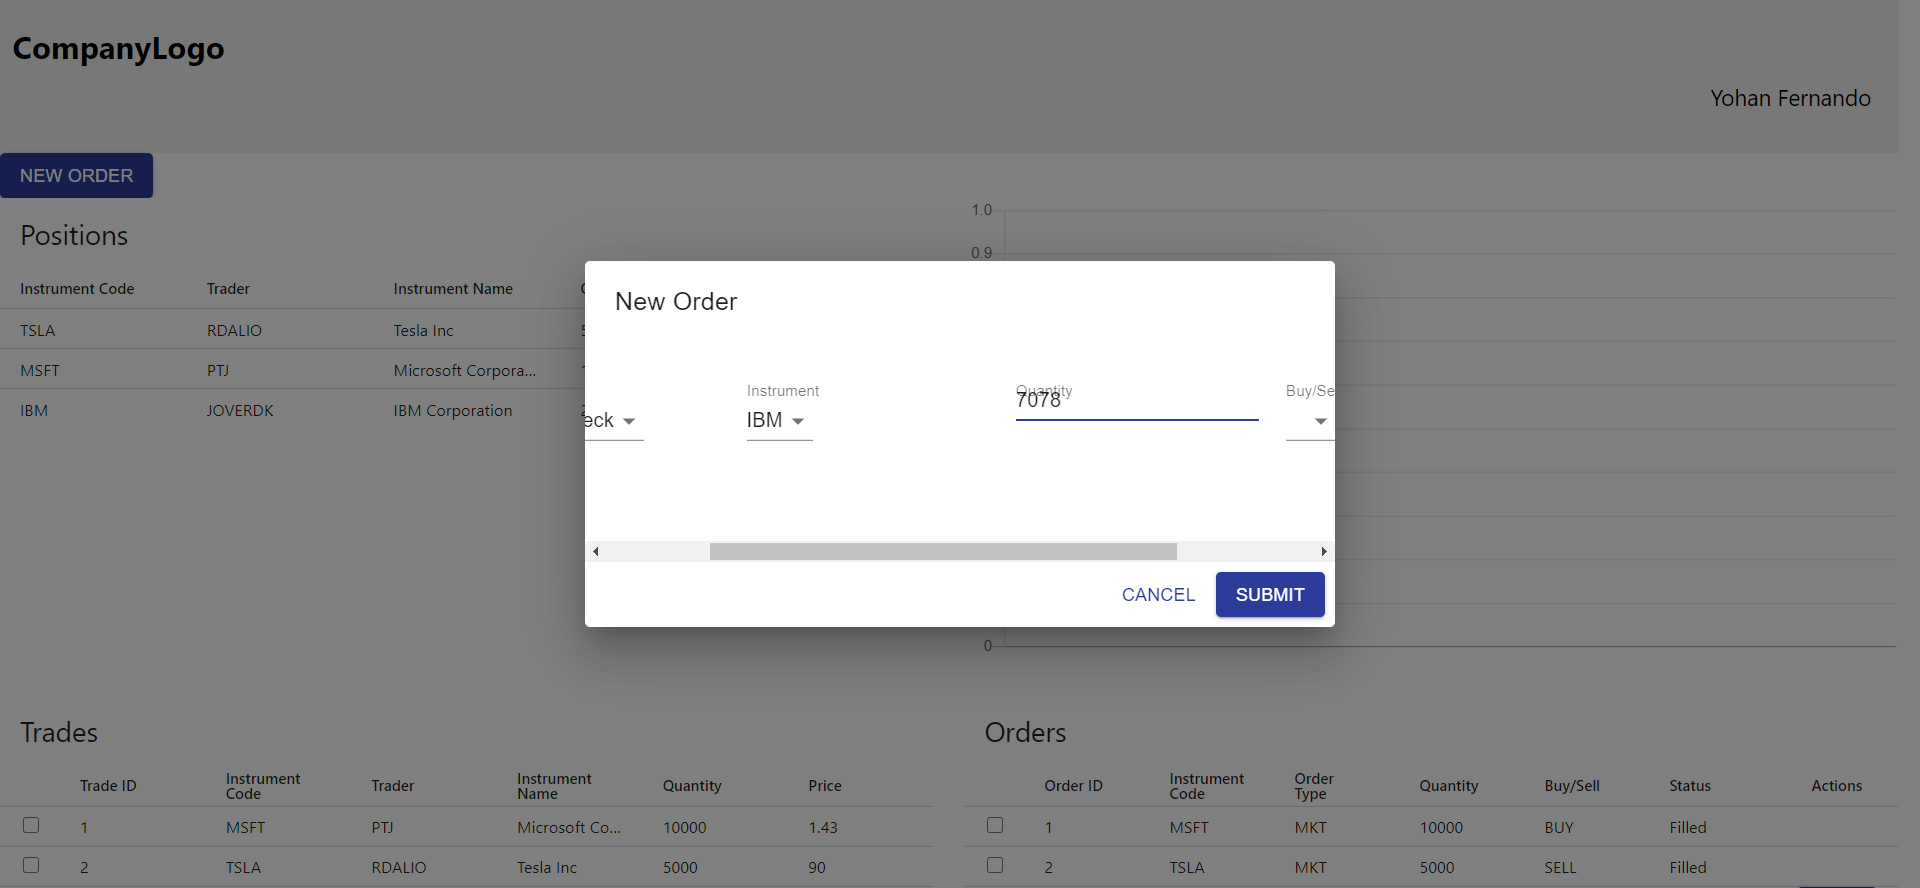 CompanyLogo
Yohan Fernando
NEW ORDER
Positions
Instrument Code Trader Instrument Name
TSLA RDALIO Tesla Inc
MSFT PTJ Microsoft Corpora...
IBM JOVERDK IBM Corporation
1.0
0.9
0
New Order
Instrument Quantity Buy/Se
eck IBM 7078
CANCEL SUBMIT
Trades
Trade ID Instrument Code Trader Instrument Name Quantity Price
1 MSFT PTJ Microsoft Co... 10000 1.43
2 TSLA RDALIO Tesla Inc 5000 90
Orders
Order ID Instrument Code Order Type Quantity Buy/Sell Status Actions
1 MSFT MKT 10000 BUY Filled
2 TSLA MKT 5000 SELL Filled